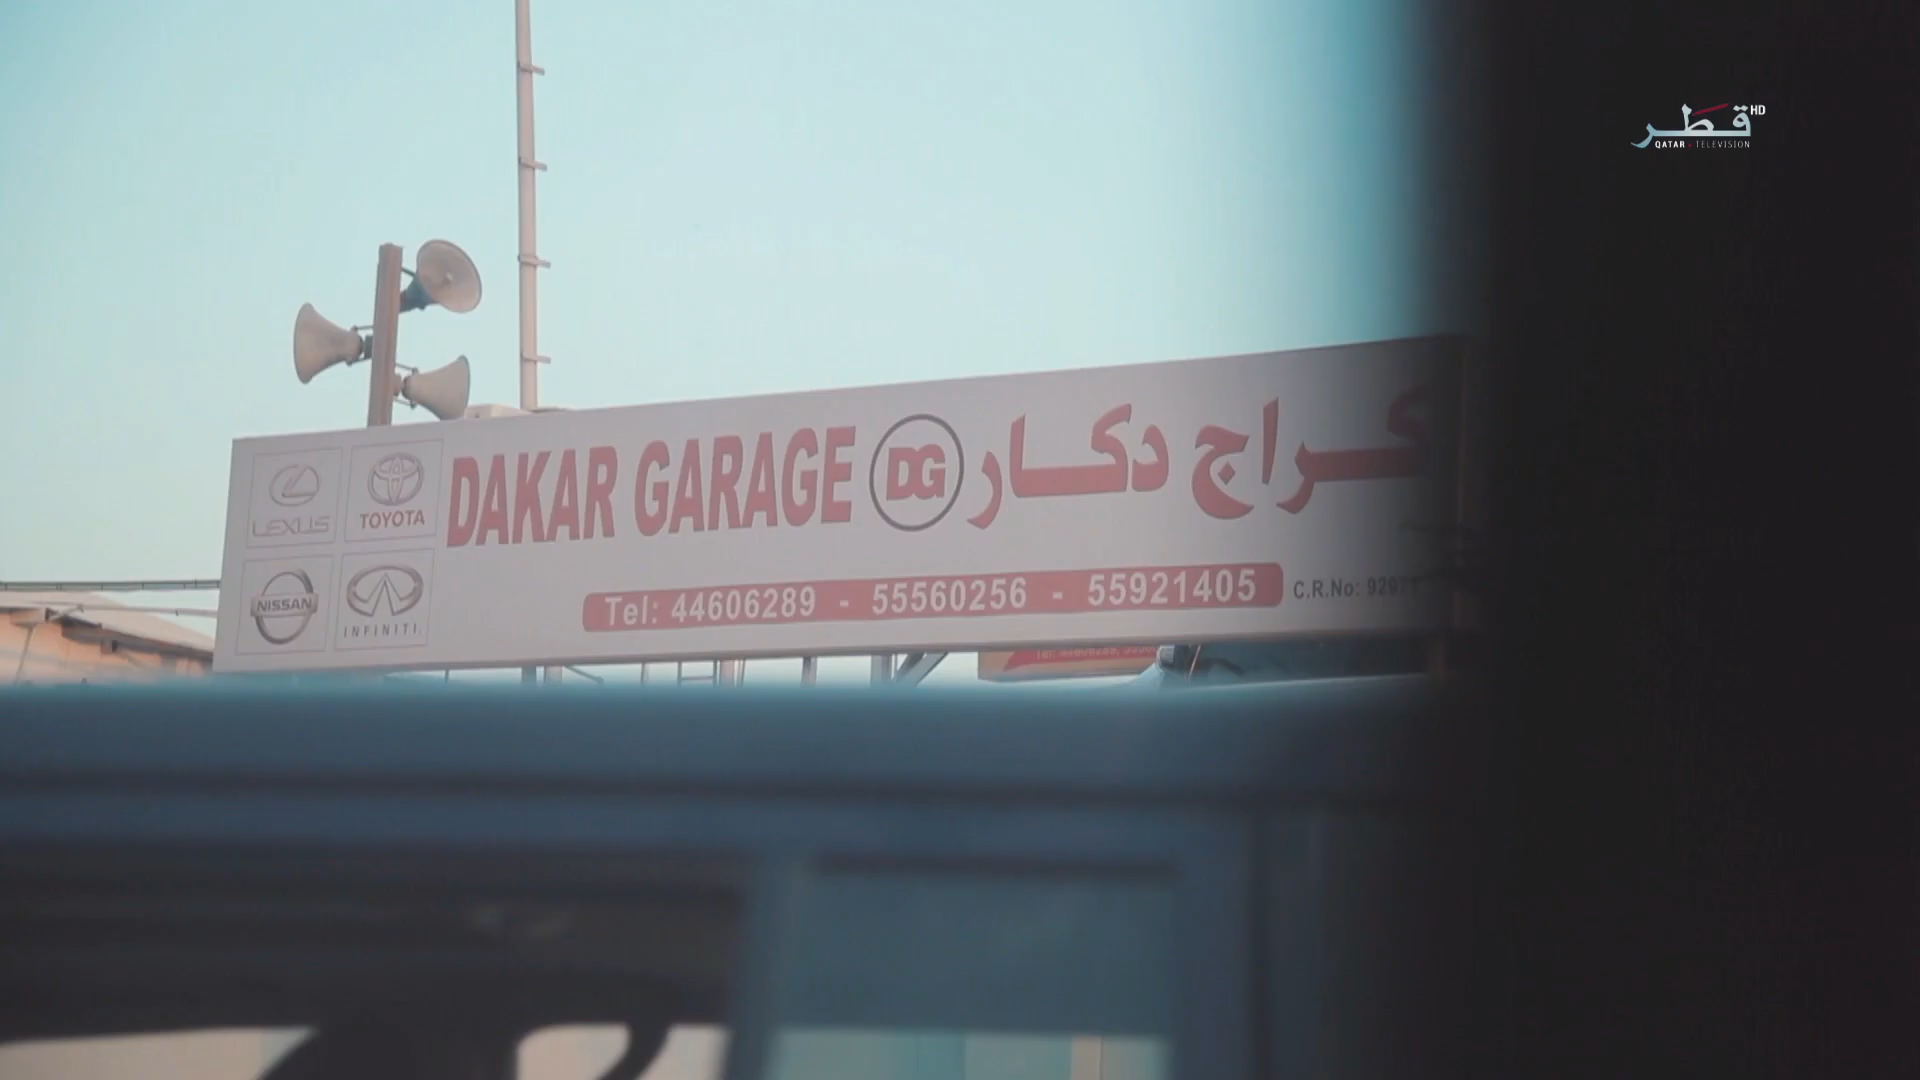 قطر HD
QATAR TELEVISION
LEXUS
TOYOTA
NISSAN
INFINITI
DAKAR GARAGE DG كراج دكار
Tel: 44606289 - 55560256 - 55921405
C.R.No: